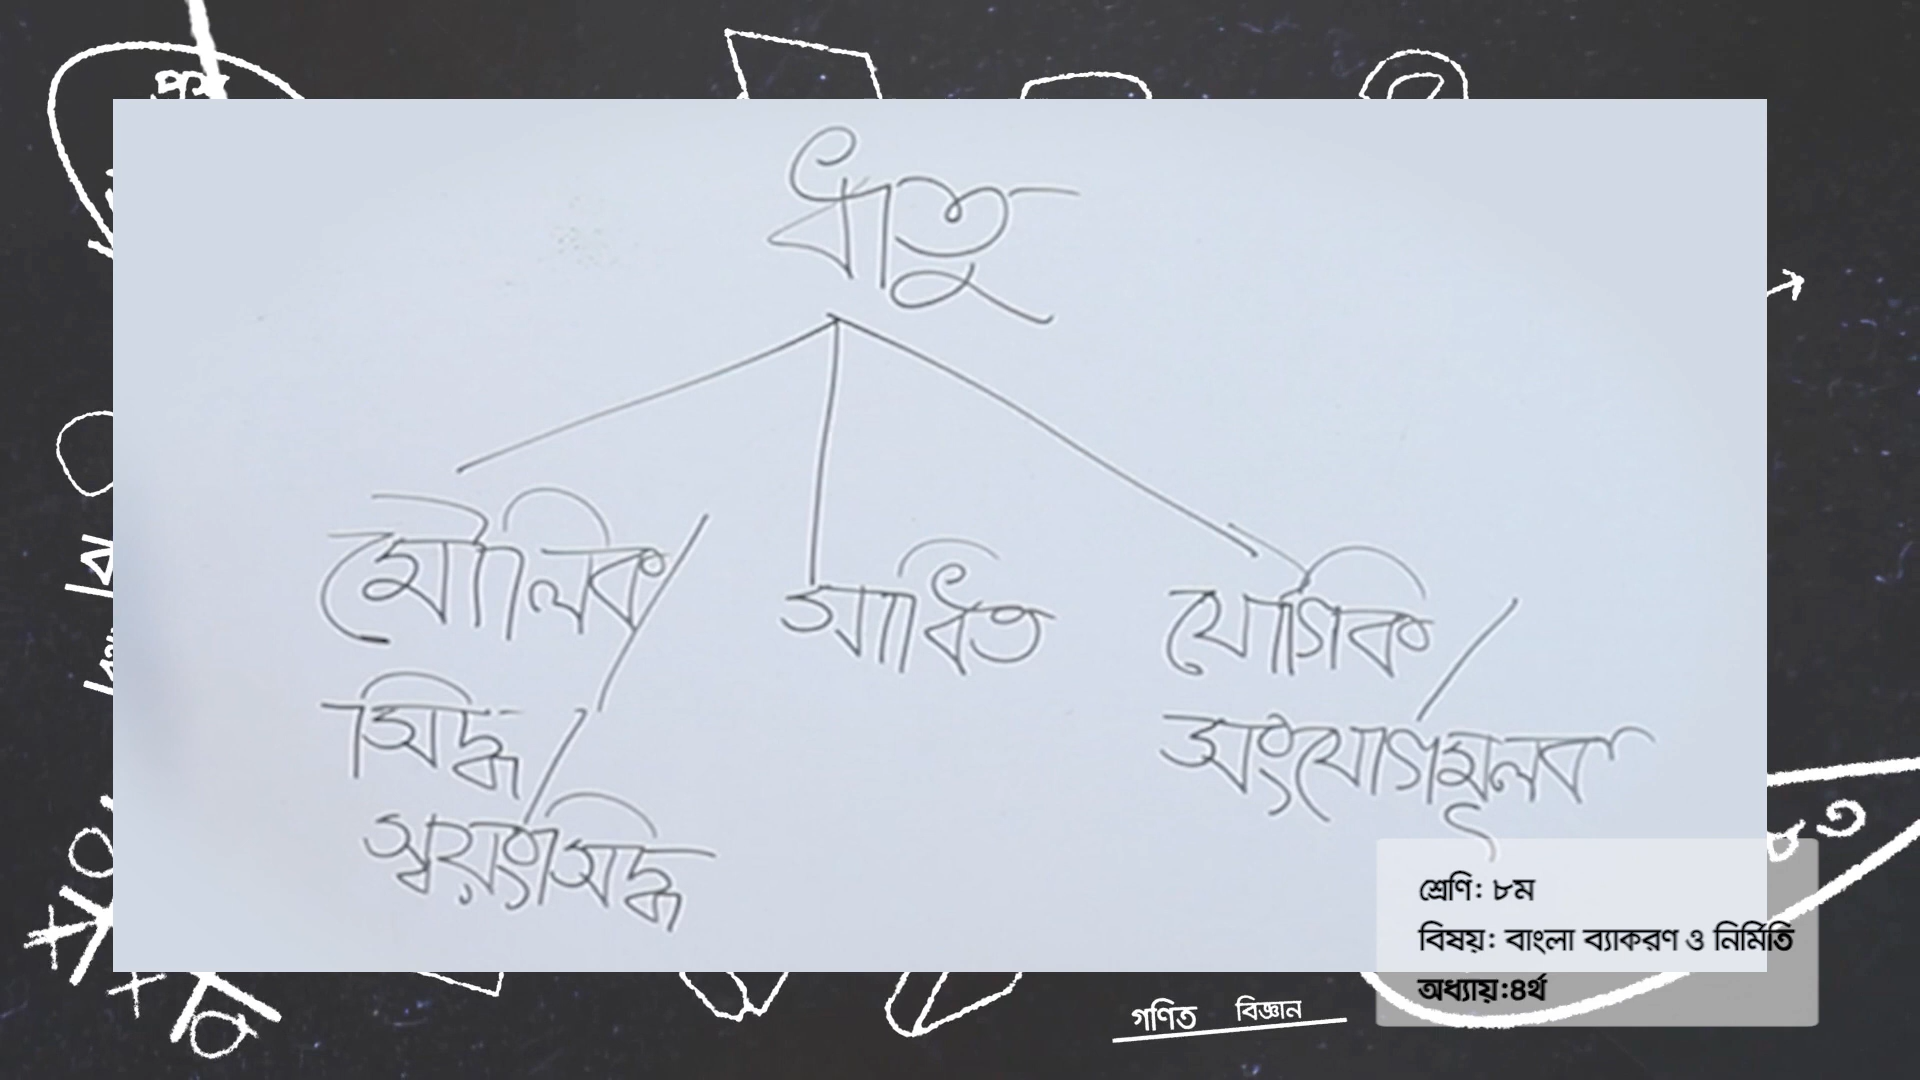 ধাতু
মৌলিক/ সাধিত যৌগিক/
সিদ্ধ/ সংযোগমূলক
স্বয়ংসিদ্ধ
শ্রেণি: ৮ম
বিষয়: বাংলা ব্যাকরণ ও নির্মিতি
অধ্যায়:৪র্থ
গণিত বিজ্ঞান